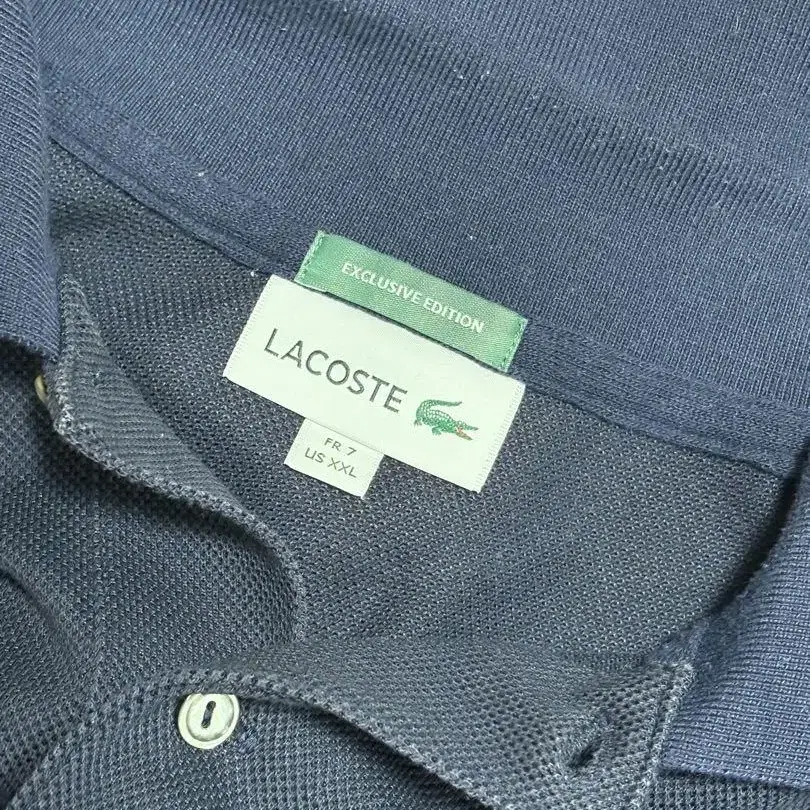 EXCLUSIVE EDITION
LACOSTE
FR 7
US XXL